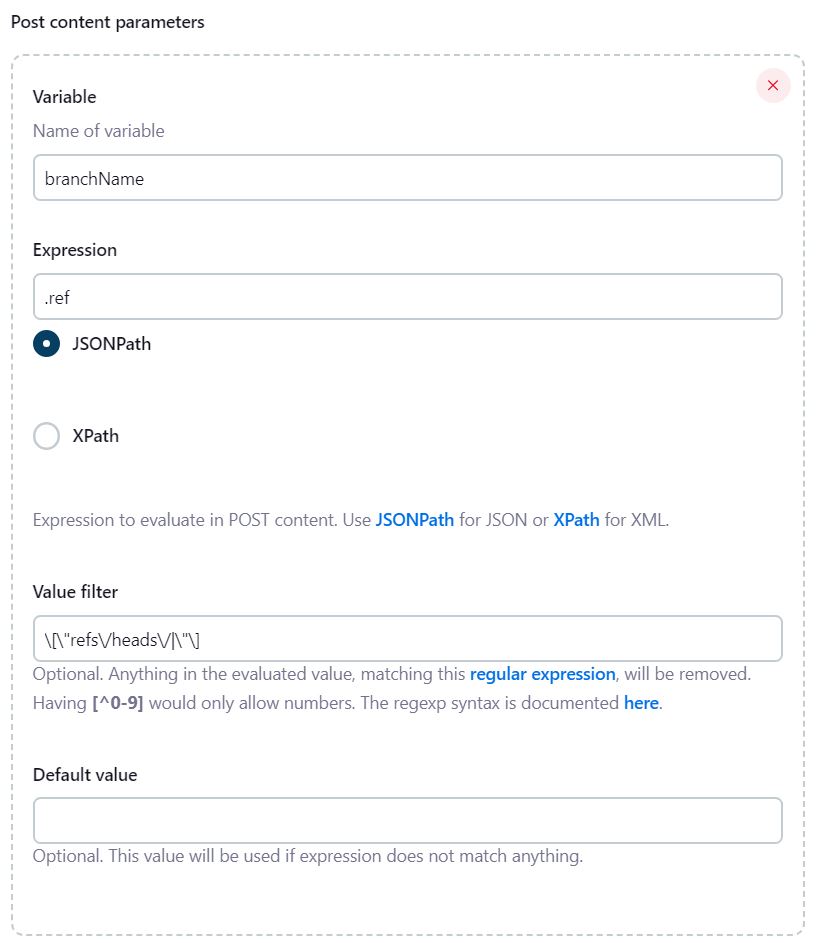 Post content parameters
Variable
Name of variable
branchName
Expression
.ref
JSONPath
XPath
Expression to evaluate in POST content. Use JSONPath for JSON or XPath for XML.
Value filter
\[\"refs\/heads\/|\"\]
Optional. Anything in the evaluated value, matching this regular expression, will be removed.
Having [^0-9] would only allow numbers. The regexp syntax is documented here.
Default value
Optional. This value will be used if expression does not match anything.